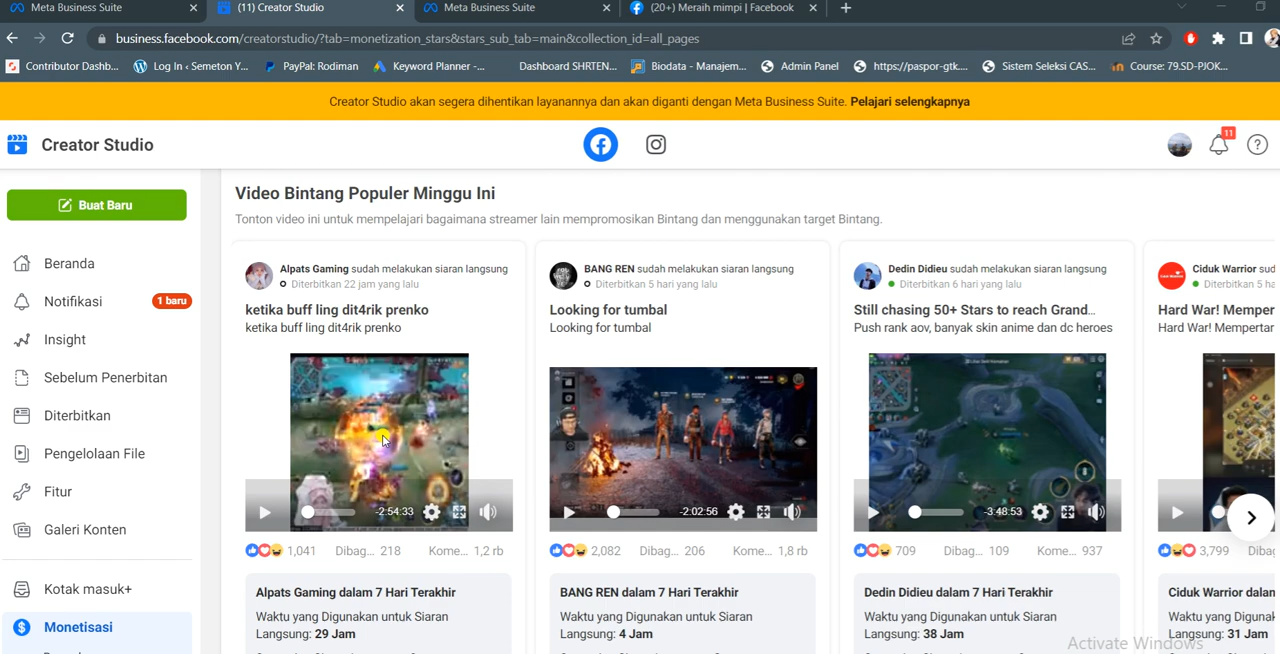 Meta Business Suite
(11) Creator Studio
Meta Business Suite
(20+) Meraih mimpi | Facebook
business.facebook.com/creatorstudio/?tab=monetization_stars&stars_sub_tab=main&collection_id=all_pages
Contributor Dashb...
Log In ‹ Semeton Y...
PayPal: Rodiman
Keyword Planner -...
Dashboard SHRTEN...
Biodata - Manajem...
Admin Panel
https://paspor-gtk....
Sistem Seleksi CAS...
Course: 79.SD-PJOK...
Creator Studio akan segera dihentikan layanannya dan akan diganti dengan Meta Business Suite. Pelajari selengkapnya
Creator Studio
11
Buat Baru
Beranda
Notifikasi
1 baru
Insight
Sebelum Penerbitan
Diterbitkan
Pengelolaan File
Fitur
Galeri Konten
Kotak masuk+
Monetisasi
Video Bintang Populer Minggu Ini
Tonton video ini untuk mempelajari bagaimana streamer lain mempromosikan Bintang dan menggunakan target Bintang.
Alpats Gaming sudah melakukan siaran langsung
Diterbitkan 22 jam yang lalu
ketika buff ling dit4rik prenko
ketika buff ling dit4rik prenko
-2:54:33
1,041 Dibag... 218 Kome... 1,2 rb
Alpats Gaming dalam 7 Hari Terakhir
Waktu yang Digunakan untuk Siaran
Langsung: 29 Jam
BANG REN sudah melakukan siaran langsung
Diterbitkan 5 hari yang lalu
Looking for tumbal
Looking for tumbal
-2:02:56
2,082 Dibag... 206 Kome... 1,8 rb
BANG REN dalam 7 Hari Terakhir
Waktu yang Digunakan untuk Siaran
Langsung: 4 Jam
Dedin Didieu sudah melakukan siaran langsung
Diterbitkan 6 hari yang lalu
Still chasing 50+ Stars to reach Grand...
Push rank aov, banyak skin anime dan dc heroes
-3:48:53
709 Dibag... 109 Kome... 937
Dedin Didieu dalam 7 Hari Terakhir
Waktu yang Digunakan untuk Siaran
Langsung: 38 Jam
Ciduk Warrior sud
Diterbitkan 5 ha
Hard War! Memper
Hard War! Mempertar
3,799 Dibag
Ciduk Warrior dalan
Waktu yang Digunak
Langsung: 31 Jam
Activate Windows